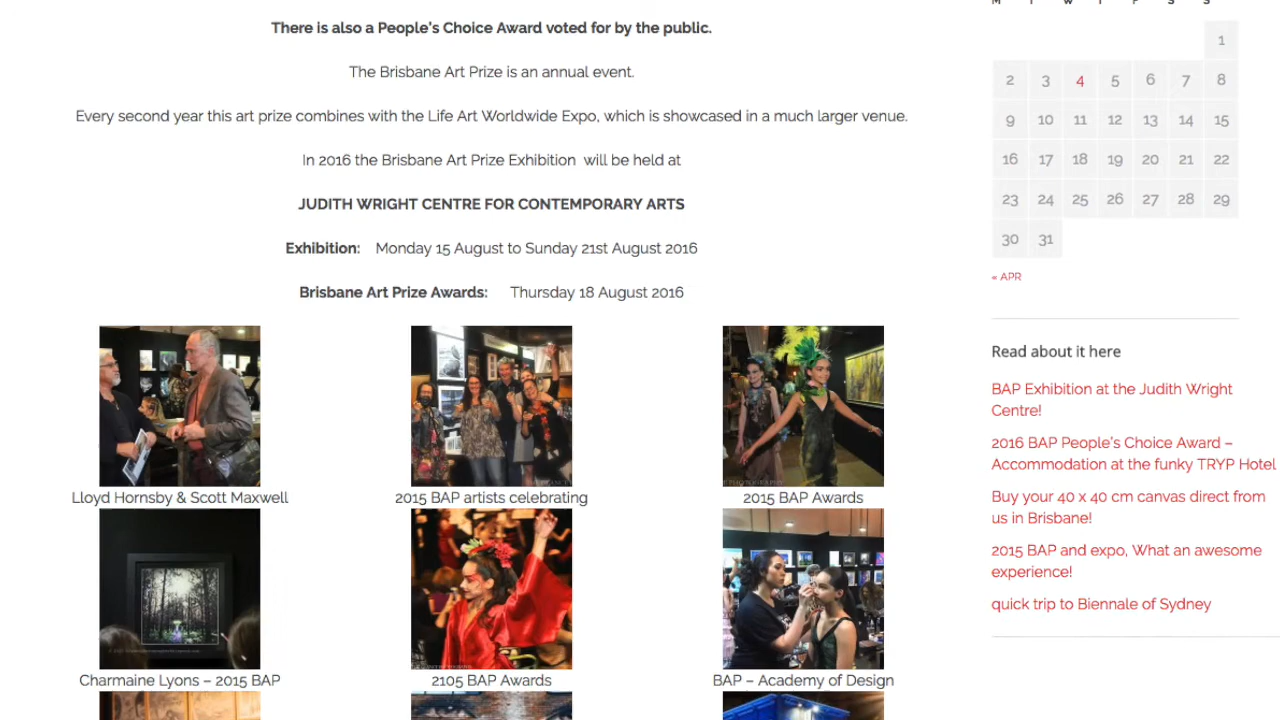 There is also a People's Choice Award voted for by the public.
The Brisbane Art Prize is an annual event.
Every second year this art prize combines with the Life Art Worldwide Expo, which is showcased in a much larger venue.
In 2016 the Brisbane Art Prize Exhibition will be held at
JUDITH WRIGHT CENTRE FOR CONTEMPORARY ARTS
Exhibition: Monday 15 August to Sunday 21st August 2016
Brisbane Art Prize Awards: Thursday 18 August 2016
Lloyd Hornsby & Scott Maxwell
2015 BAP artists celebrating
2015 BAP Awards
Charmaine Lyons – 2015 BAP
2105 BAP Awards
BAP – Academy of Design
M T W T F S S
1
2 3 4 5 6 7 8
9 10 11 12 13 14 15
16 17 18 19 20 21 22
23 24 25 26 27 28 29
30 31
« APR
Read about it here
BAP Exhibition at the Judith Wright
Centre!
2016 BAP People's Choice Award –
Accommodation at the funky TRYP Hotel
Buy your 40 x 40 cm canvas direct from
us in Brisbane!
2015 BAP and expo, What an awesome
experience!
quick trip to Biennale of Sydney